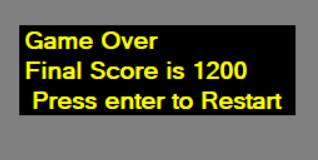 Game Over
Final Score is 1200
Press enter to Restart